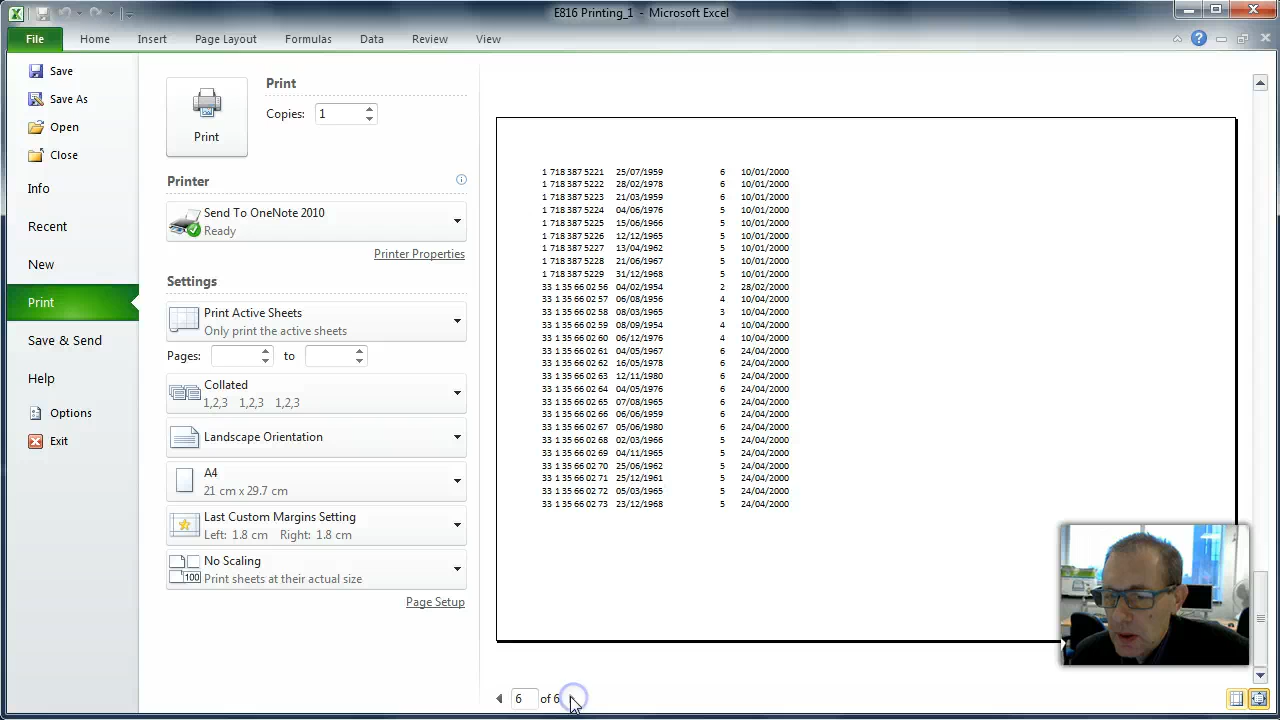 E816 Printing_1 - Microsoft Excel
File Home Insert Page Layout Formulas Data Review View
Save
Save As
Open
Close
Info
Recent
New
Print
Save & Send
Help
Options
Exit
Print
Print
Copies: 1
Printer
Send To OneNote 2010
Ready
Printer Properties
Settings
Print Active Sheets
Only print the active sheets
Pages: to
Collated
1,2,3 1,2,3 1,2,3
Landscape Orientation
A4
21 cm x 29.7 cm
Last Custom Margins Setting
Left: 1.8 cm Right: 1.8 cm
No Scaling
100
Print sheets at their actual size
Page Setup
1 718 387 5221 25/07/1959 6 10/01/2000
1 718 387 5222 28/02/1978 6 10/01/2000
1 718 387 5223 21/03/1959 6 10/01/2000
1 718 387 5224 04/06/1976 5 10/01/2000
1 718 387 5225 15/06/1966 5 10/01/2000
1 718 387 5226 12/12/1965 5 10/01/2000
1 718 387 5227 13/04/1962 5 10/01/2000
1 718 387 5228 21/06/1967 5 10/01/2000
1 718 387 5229 31/12/1968 5 10/01/2000
33 1 35 66 02 56 04/02/1954 2 28/02/2000
33 1 35 66 02 57 06/08/1956 4 10/04/2000
33 1 35 66 02 58 08/03/1965 3 10/04/2000
33 1 35 66 02 59 08/09/1954 4 10/04/2000
33 1 35 66 02 60 06/12/1976 4 10/04/2000
33 1 35 66 02 61 04/05/1967 6 24/04/2000
33 1 35 66 02 62 16/05/1978 6 24/04/2000
33 1 35 66 02 63 12/11/1980 6 24/04/2000
33 1 35 66 02 64 04/05/1976 6 24/04/2000
33 1 35 66 02 65 07/08/1965 6 24/04/2000
33 1 35 66 02 66 06/06/1959 6 24/04/2000
33 1 35 66 02 67 05/06/1980 6 24/04/2000
33 1 35 66 02 68 02/03/1966 5 24/04/2000
33 1 35 66 02 69 04/11/1965 5 24/04/2000
33 1 35 66 02 70 25/06/1962 5 24/04/2000
33 1 35 66 02 71 25/12/1961 5 24/04/2000
33 1 35 66 02 72 05/03/1965 5 24/04/2000
33 1 35 66 02 73 23/12/1968 5 24/04/2000
6 of 6